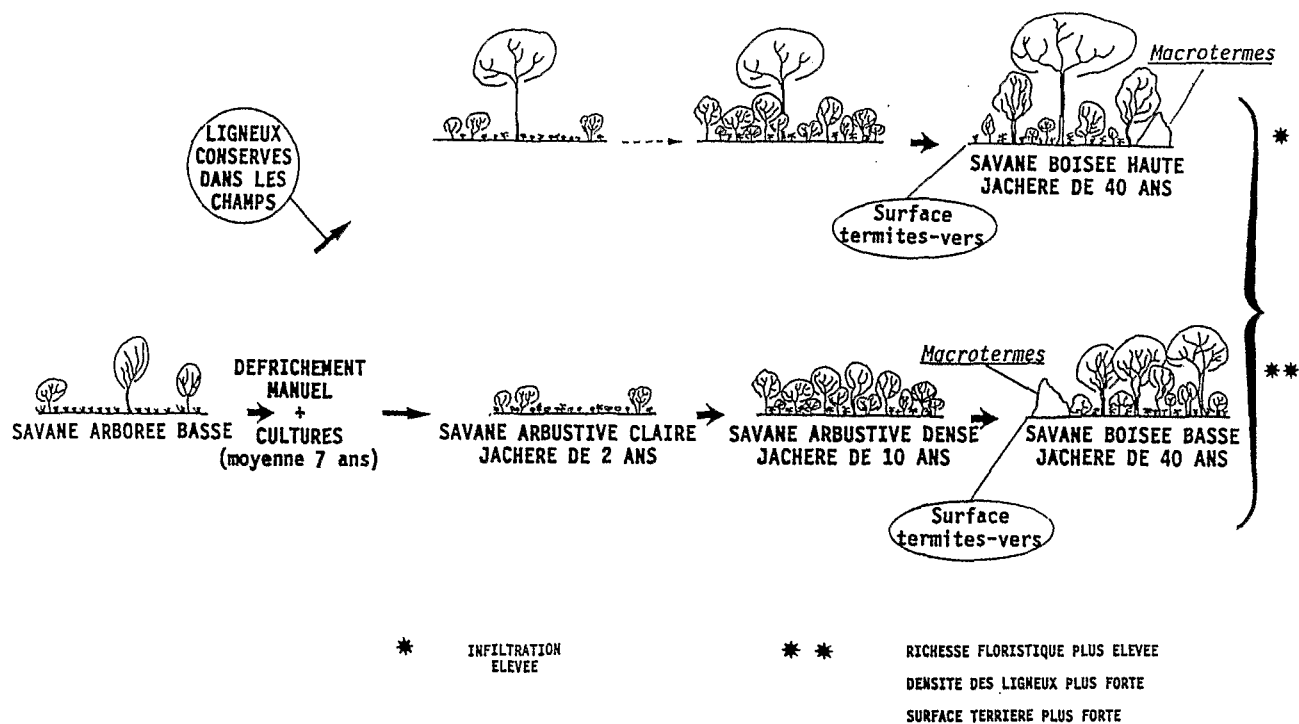 Macrotermes
LIGNEUX
CONSERVES
DANS LES
CHAMPS
*
SAVANE BOISEE HAUTE
JACHERE DE 40 ANS
Surface
termites-vers
DEFRICHEMENT
MANUEL
+
CULTURES
(moyenne 7 ans)
Macrotermes
**
SAVANE ARBOREE BASSE
SAVANE ARBUSTIVE CLAIRE
JACHERE DE 2 ANS
SAVANE ARBUSTIVE DENSE
JACHERE DE 10 ANS
SAVANE BOISEE BASSE
JACHERE DE 40 ANS
Surface
termites-vers
* INFILTRATION
ELEVEE
* * RICHESSE FLORISTIQUE PLUS ELEVEE
DENSITE DES LIGNEUX PLUS FORTE
SURFACE TERRIERE PLUS FORTE